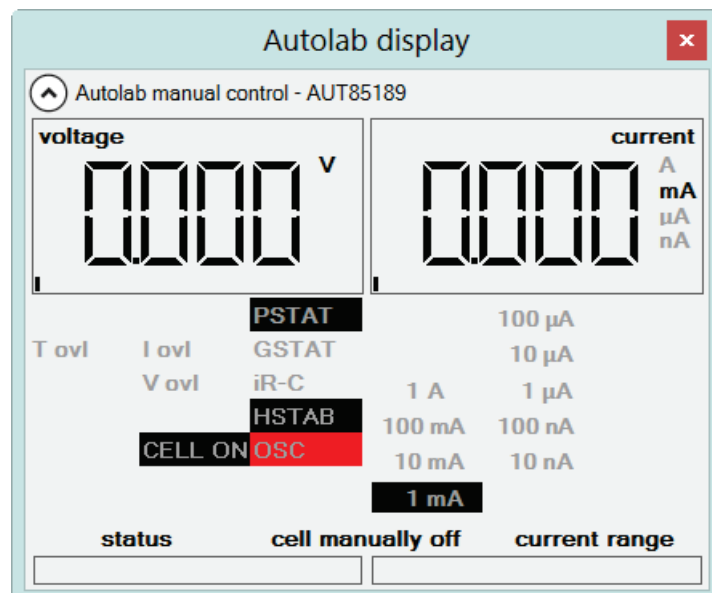 Autolab display
Autolab manual control - AUT85189
voltage current
0.000 V 0.000 A
mA
µA
nA
PSTAT 100 µA
T ovl I ovl GSTAT 10 µA
V ovl iR-C 1 A 1 µA
HSTAB 100 mA 100 nA
CELL ON OSC 10 mA 10 nA
1 mA
status cell manually off current range